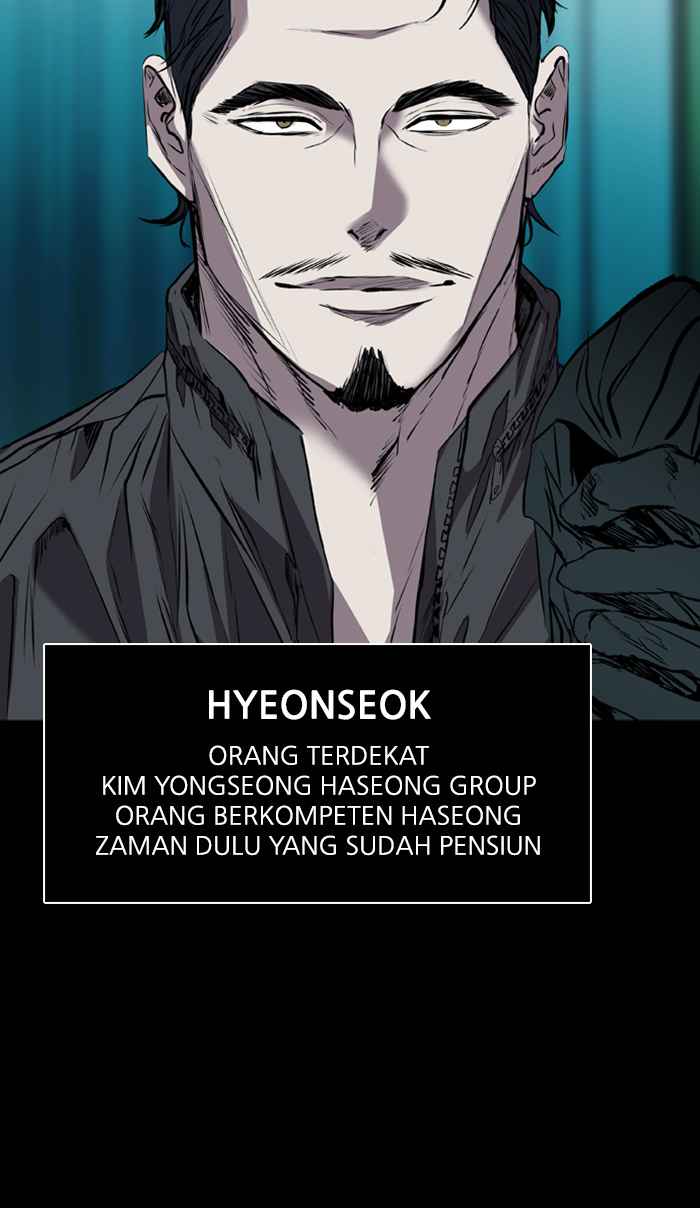 HYEONSEOK
ORANG TERDEKAT
KIM YONGSEONG HASEONG GROUP
ORANG BERKOMPETEN HASEONG
ZAMAN DULU YANG SUDAH PENSIUN